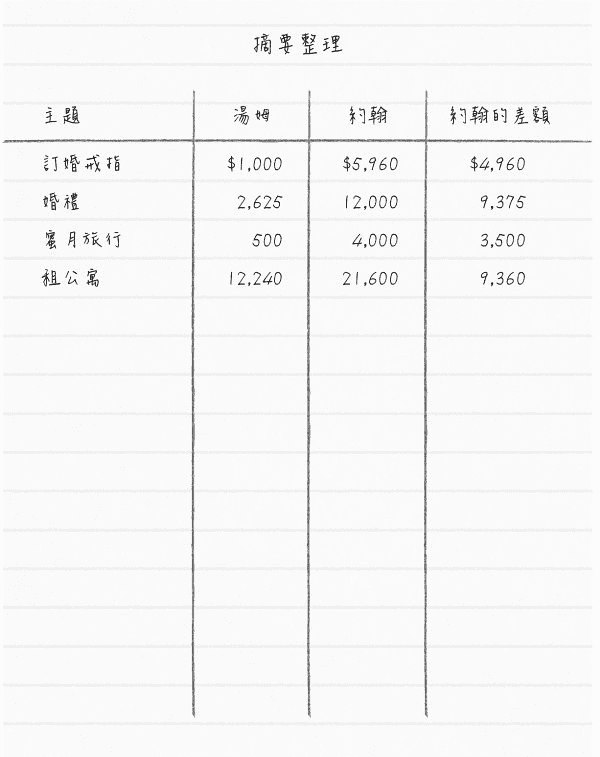 摘要整理
主題 湯姆 約翰 約翰的差額
訂婚戒指 $1,000 $5,960 $4,960
婚禮 2,625 12,000 9,375
蜜月旅行 500 4,000 3,500
租公寓 12,240 21,600 9,360